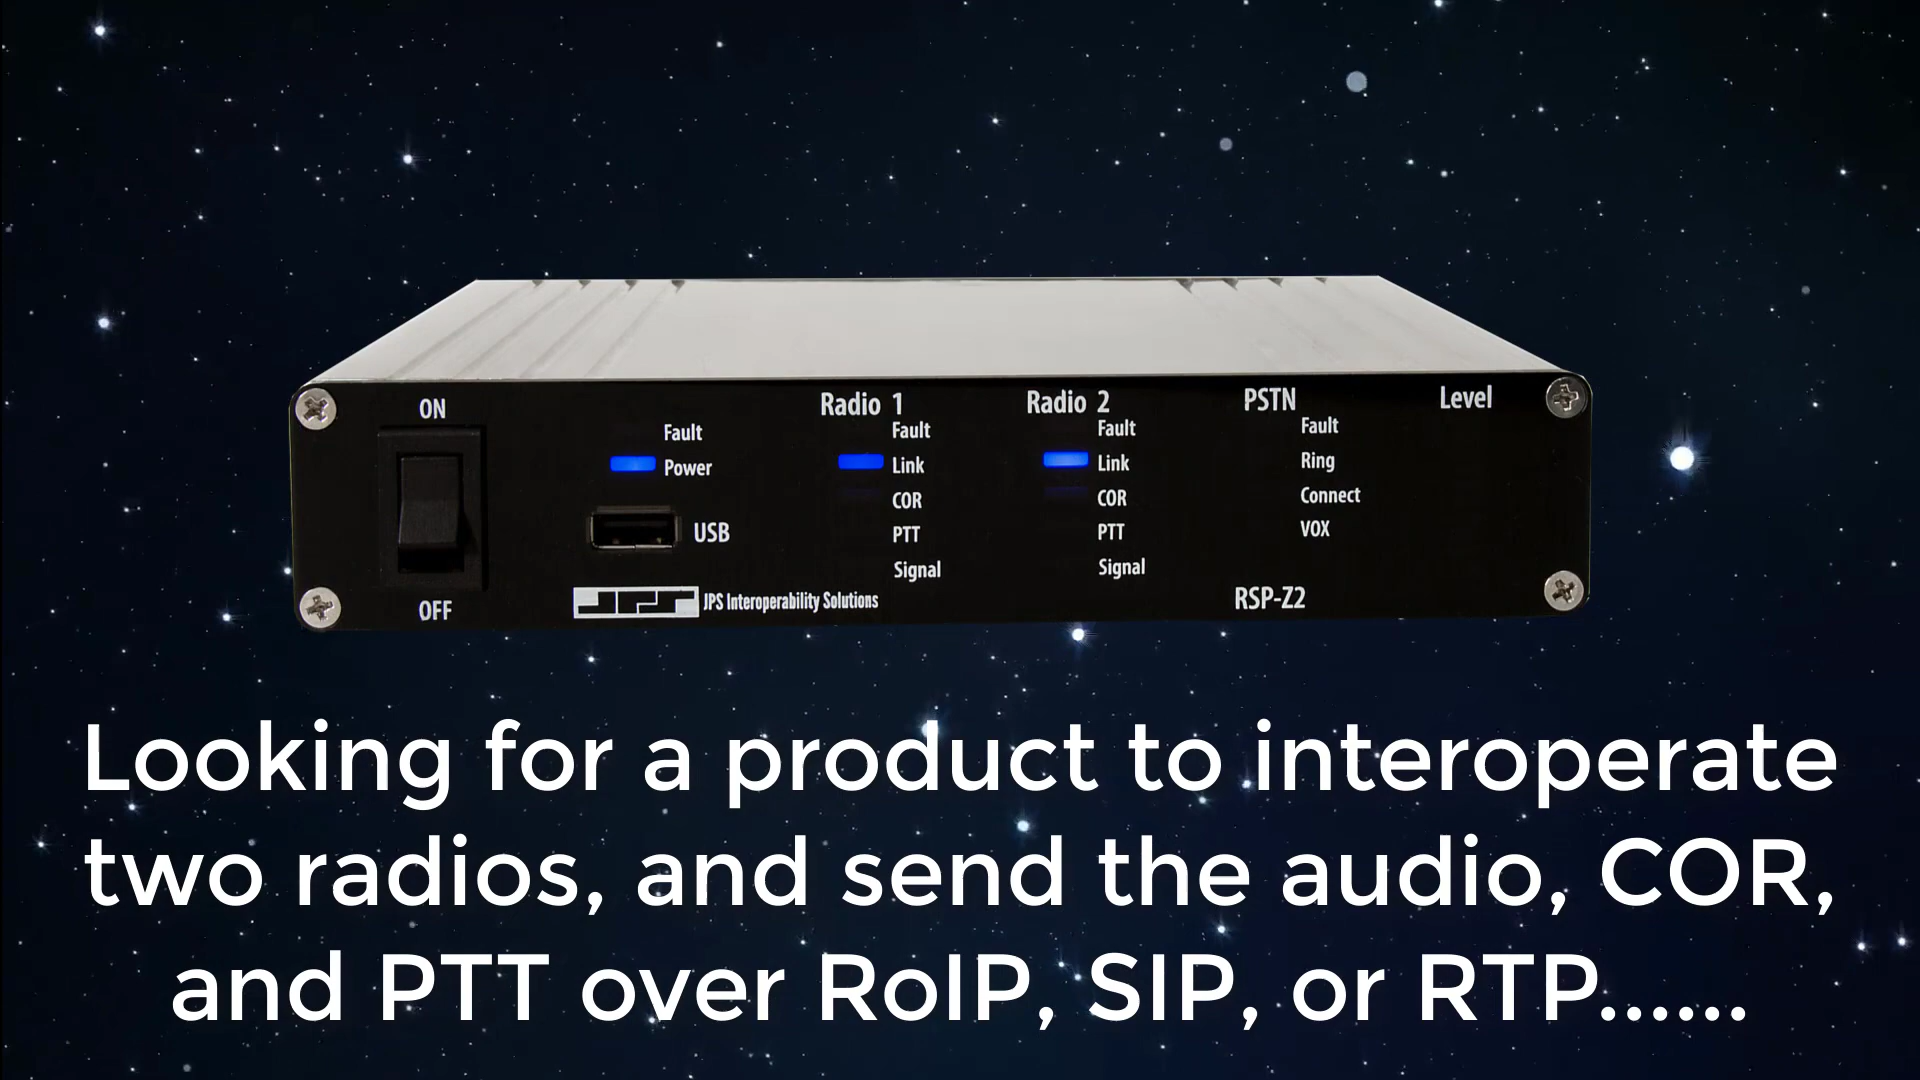 ON
OFF
Fault
Power
USB
JPS JPS Interoperability Solutions
Radio 1
Fault
Link
COR
PTT
Signal
Radio 2
Fault
Link
COR
PTT
Signal
PSTN
Fault
Ring
Connect
VOX
Level
RSP-Z2
Looking for a product to interoperate
two radios, and send the audio, COR,
and PTT over RoIP, SIP, or RTP......